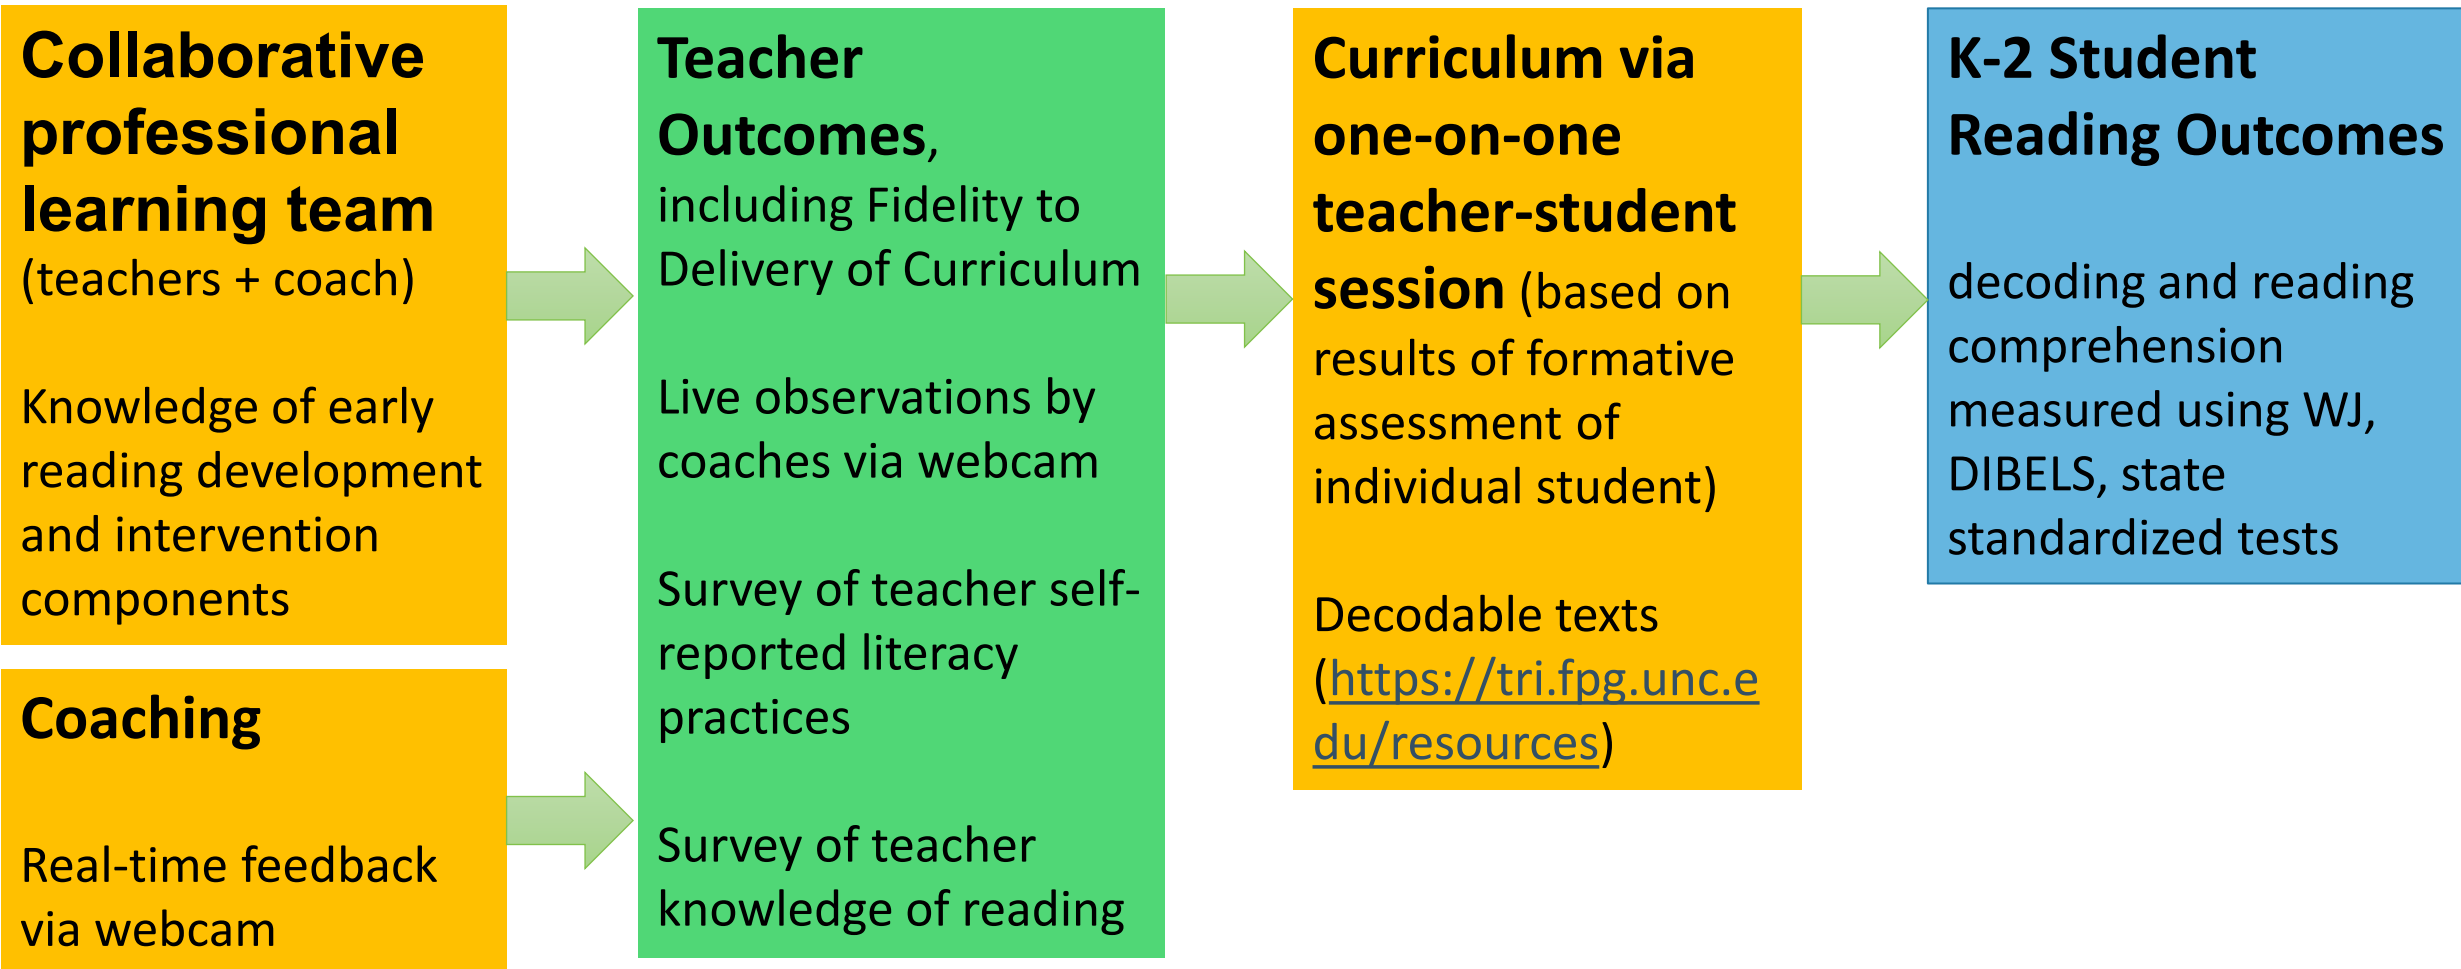 Collaborative
professional
learning team
(teachers + coach)
Knowledge of early
reading development
and intervention
components
Coaching
Real-time feedback
via webcam
Teacher
Outcomes,
including Fidelity to
Delivery of Curriculum
Live observations by
coaches via webcam
Survey of teacher self-
reported literacy
practices
Survey of teacher
knowledge of reading
Curriculum via
one-on-one
teacher-student
session (based on
results of formative
assessment of
individual student)
Decodable texts
(https://tri.fpg.unc.e
du/resources)
K-2 Student
Reading Outcomes
decoding and reading
comprehension
measured using WJ,
DIBELS, state
standardized tests